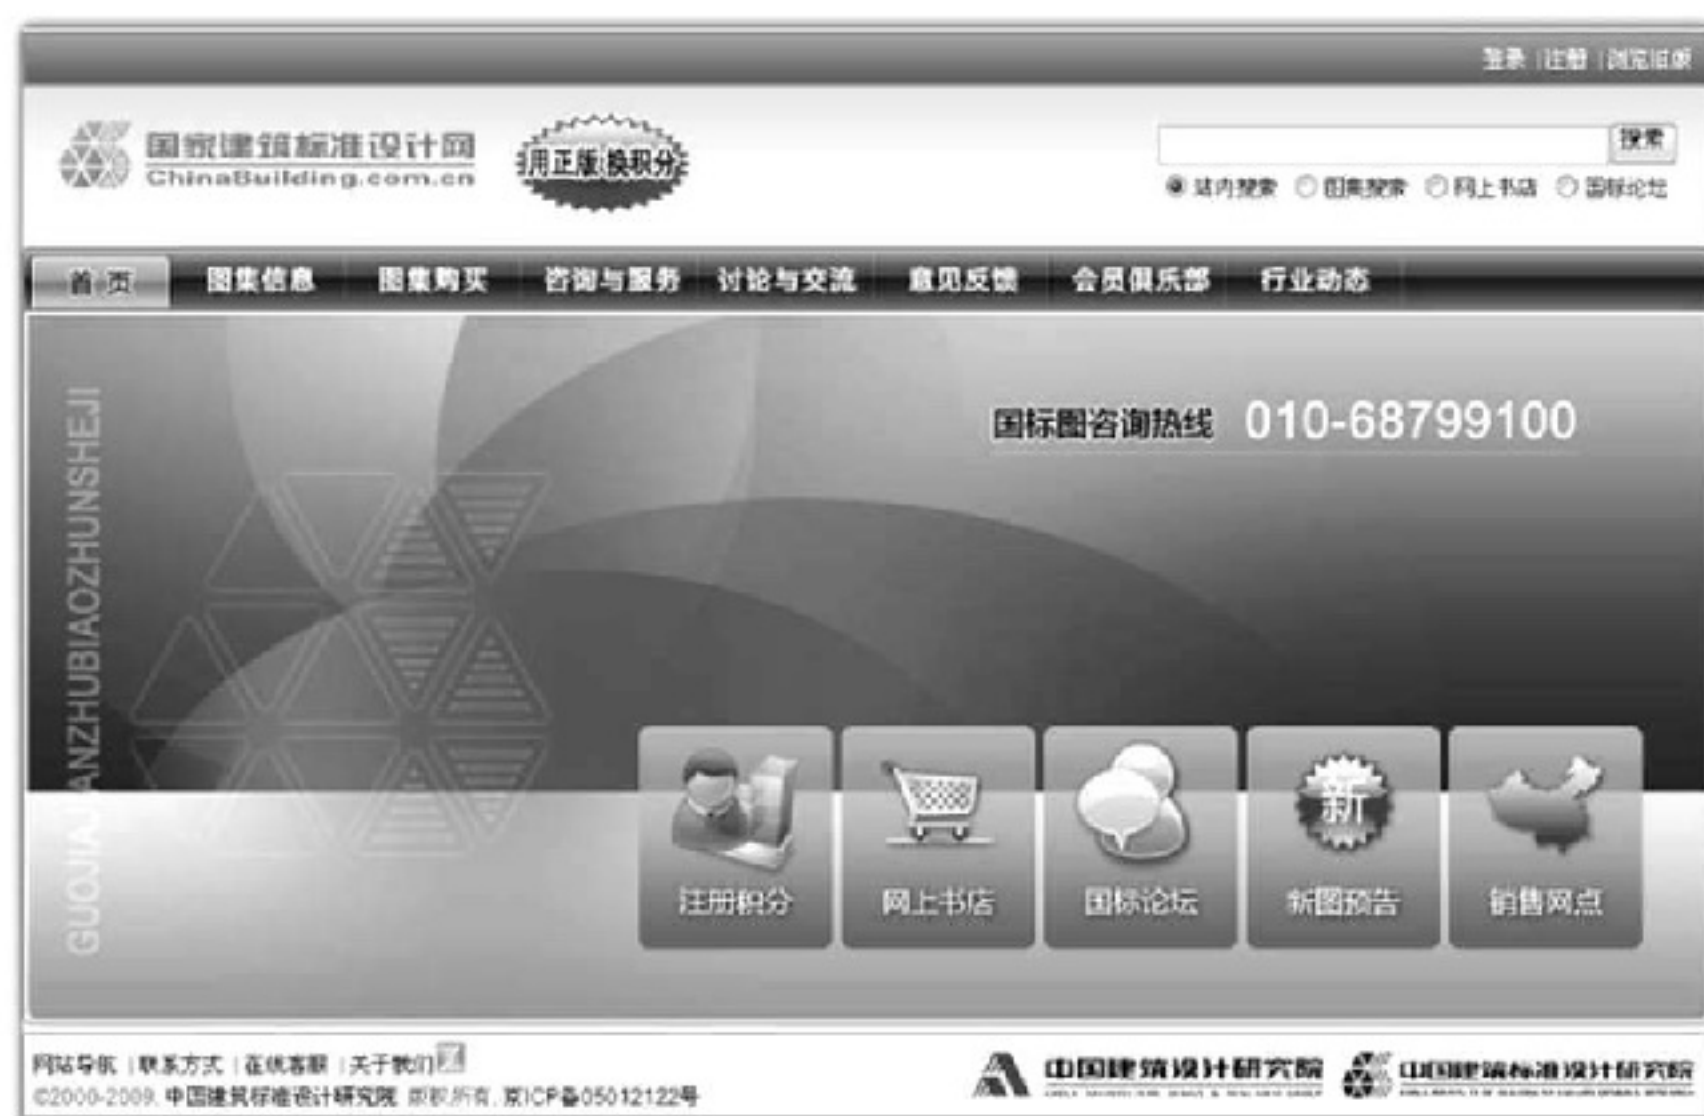 登录 | 注册 | 浏览旧版
国家建筑标准设计网
ChinaBuilding.com.cn
用正版 换积分
搜索
站内搜索 图集搜索 网上书店 国标论坛
首 页 图集信息 图集购买 咨询与服务 讨论与交流 意见反馈 会员俱乐部 行业动态
国标图咨询热线 010-68799100
GUOJIAJIANZHUBIAOZHUNSHEJI
新
注册积分 网上书店 国标论坛 新图预告 销售网点
网站导航 | 联系方式 | 在线客服 | 关于我们
©2000-2009. 中国建筑标准设计研究院 版权所有. 京ICP备05012122号
中国建筑设计研究院
中国建筑标准设计研究院